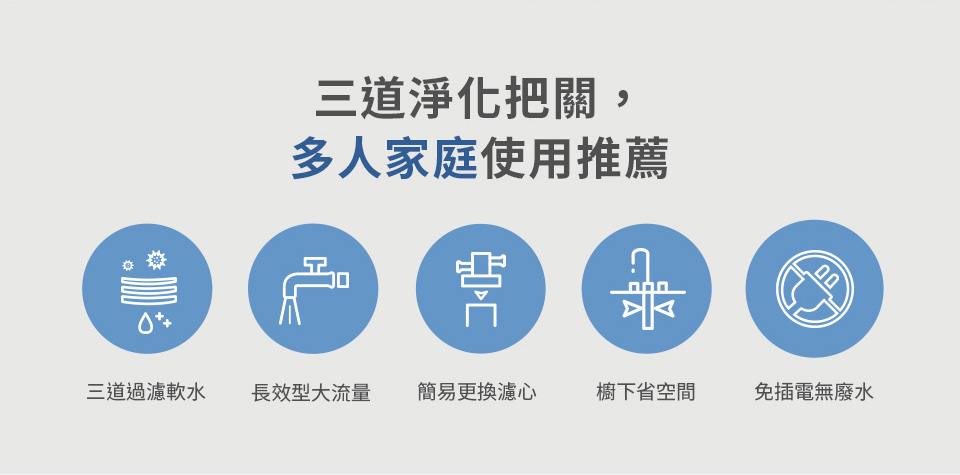 三道淨化把關，
多人家庭使用推薦
三道過濾軟水
長效型大流量
簡易更換濾心
櫥下省空間
免插電無廢水